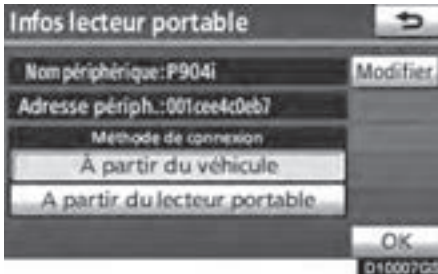 Infos lecteur portable
Nom périphérique:P904i
Modifier
Adresse périph.:001cee4c0eb7
Méthode de connexion
À partir du véhicule
A partir du lecteur portable
OK
D10007GS